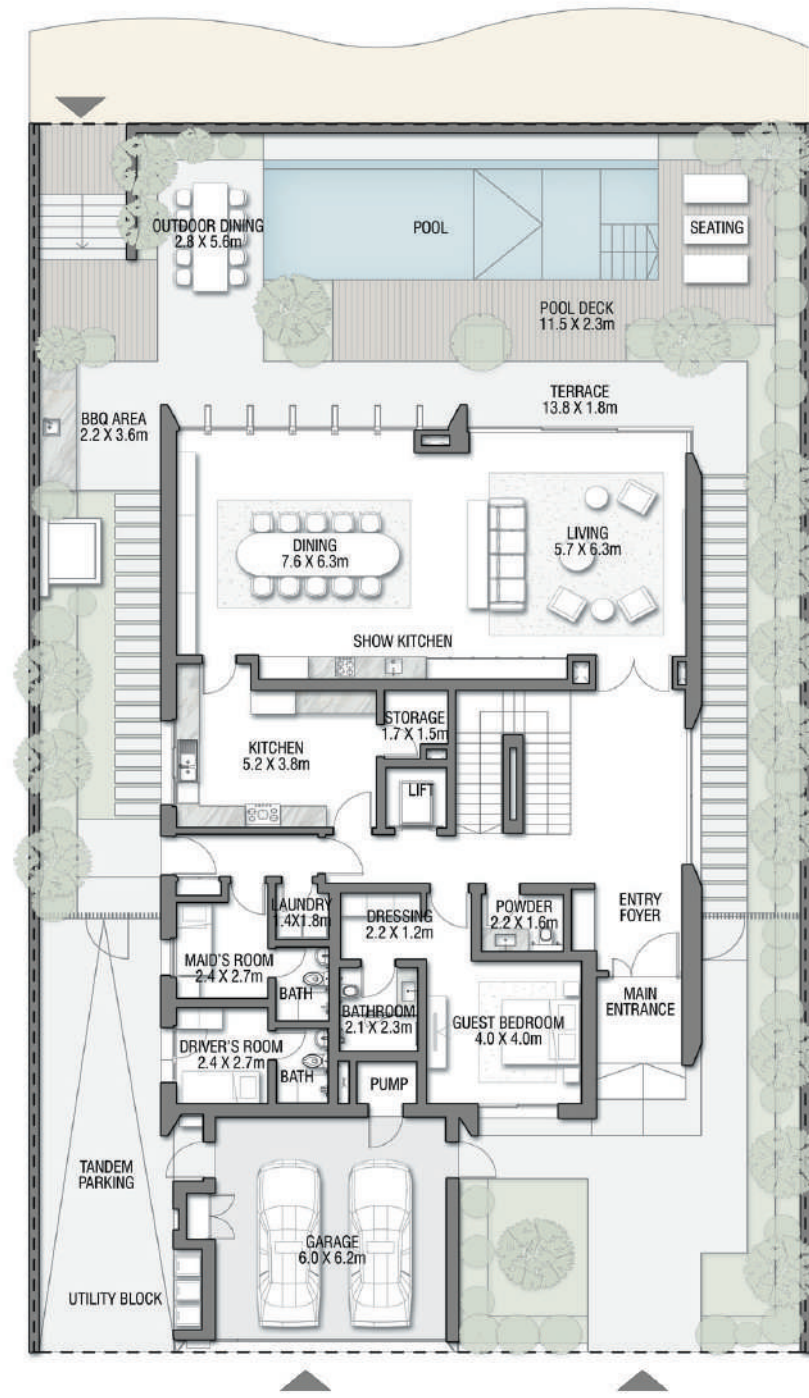 OUTDOOR DINING
2.8 X 5.6m
POOL
SEATING
POOL DECK
11.5 X 2.3m
TERRACE
13.8 X 1.8m
BBQ AREA
2.2 X 3.6m
DINING
7.6 X 6.3m
LIVING
5.7 X 6.3m
SHOW KITCHEN
STORAGE
1.7 X 1.5m
KITCHEN
5.2 X 3.8m
LIFT
LAUNDRY
1.4X1.8m
DRESSING
2.2 X 1.2m
POWDER
2.2 X 1.6m
ENTRY
FOYER
MAID'S ROOM
2.4 X 2.7m
BATH
BATHROOM
2.1 X 2.3m
GUEST BEDROOM
4.0 X 4.0m
MAIN
ENTRANCE
DRIVER'S ROOM
2.4 X 2.7m
BATH
PUMP
TANDEM
PARKING
GARAGE
6.0 X 6.2m
UTILITY BLOCK